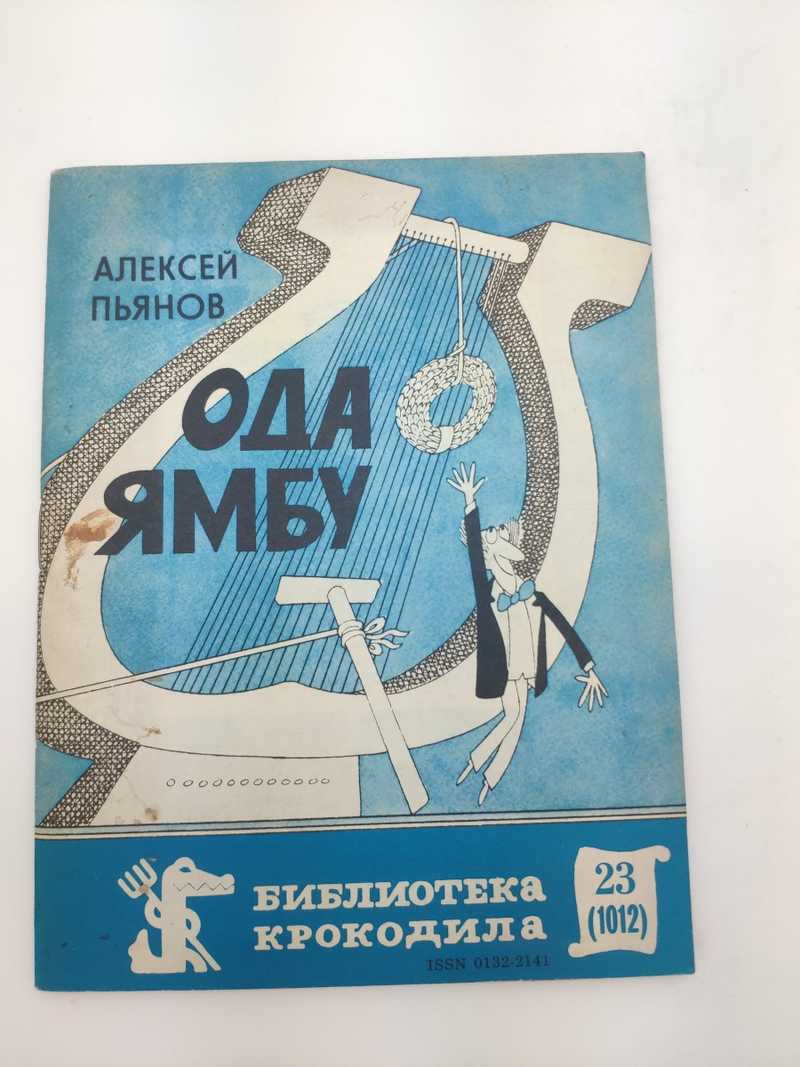 АЛЕКСЕЙ
ПЬЯНОВ
ОДА
ЯМБУ
БИБЛИОТЕКА
КРОКОДИЛА
ISSN 0132-2141
23
(1012)